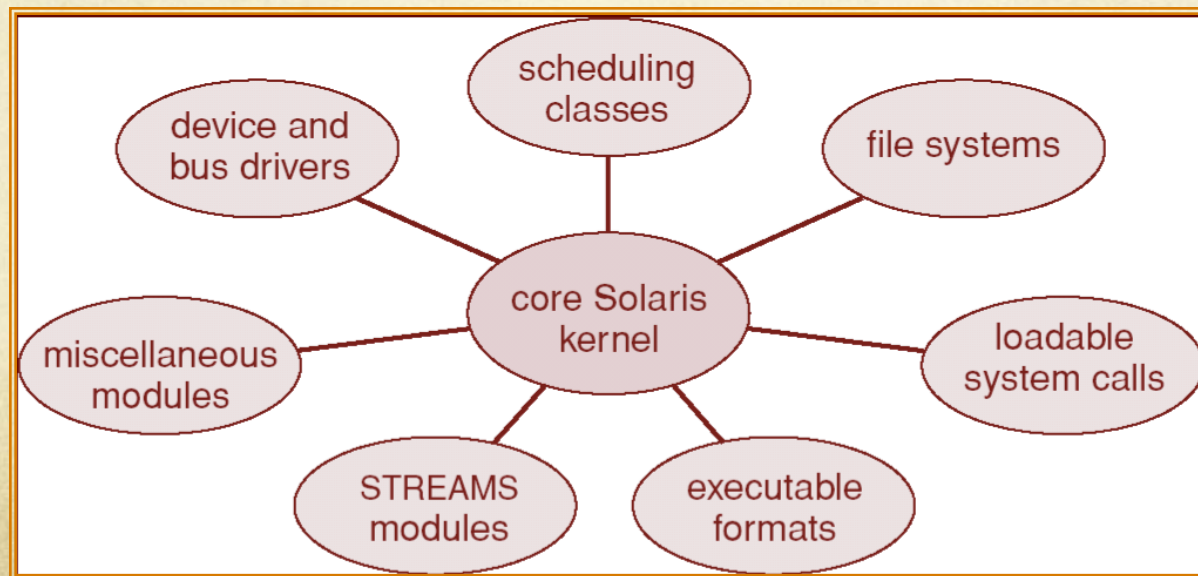 scheduling
classes
device and
bus drivers
file systems
core Solaris
kernel
miscellaneous
modules
loadable
system calls
STREAMS
modules
executable
formats